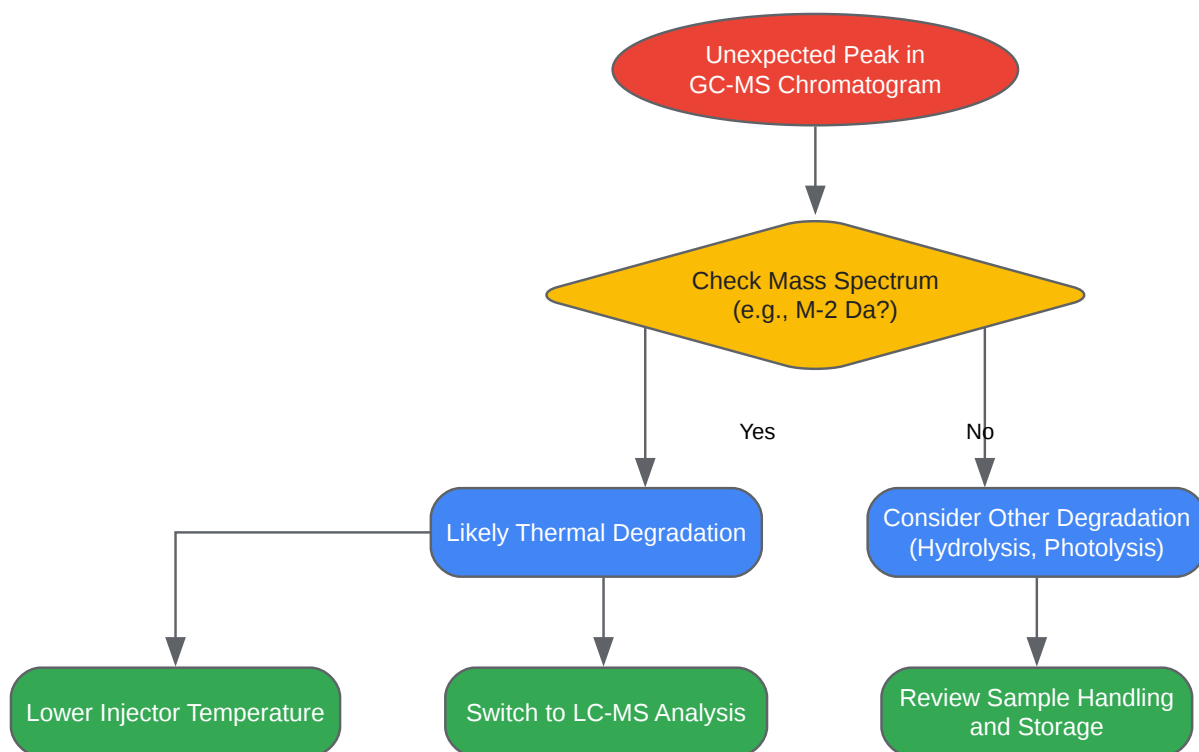 Unexpected Peak in
GC-MS Chromatogram
Check Mass Spectrum
(e.g., M-2 Da?)
Yes
No
Likely Thermal Degradation
Consider Other Degradation
(Hydrolysis, Photolysis)
Lower Injector Temperature
Switch to LC-MS Analysis
Review Sample Handling
and Storage